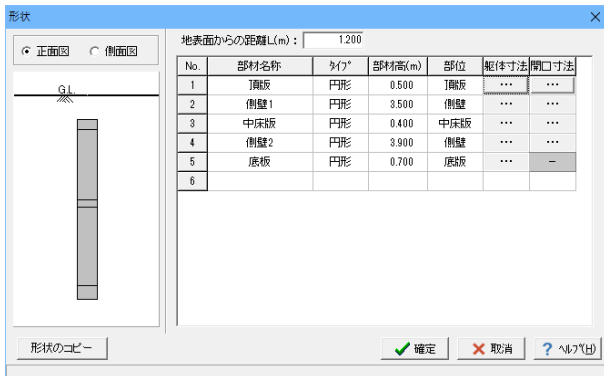 形状
正面図 側面図
地表面からの距離L(m)： 1.200
G.L.
No. 部材名称 ﾀｲﾌﾟ 部材高(m) 部位 躯体寸法 開口寸法
1 頂版 円形 0.500 頂版 ... ...
2 側壁1 円形 3.500 側壁 ... ...
3 中床版 円形 0.400 中床版 ... ...
4 側壁2 円形 3.900 側壁 ... ...
5 底板 円形 0.700 底版 ... −
6
形状のコピー 確定 取消 ? ﾍﾙﾌﾟ(H)